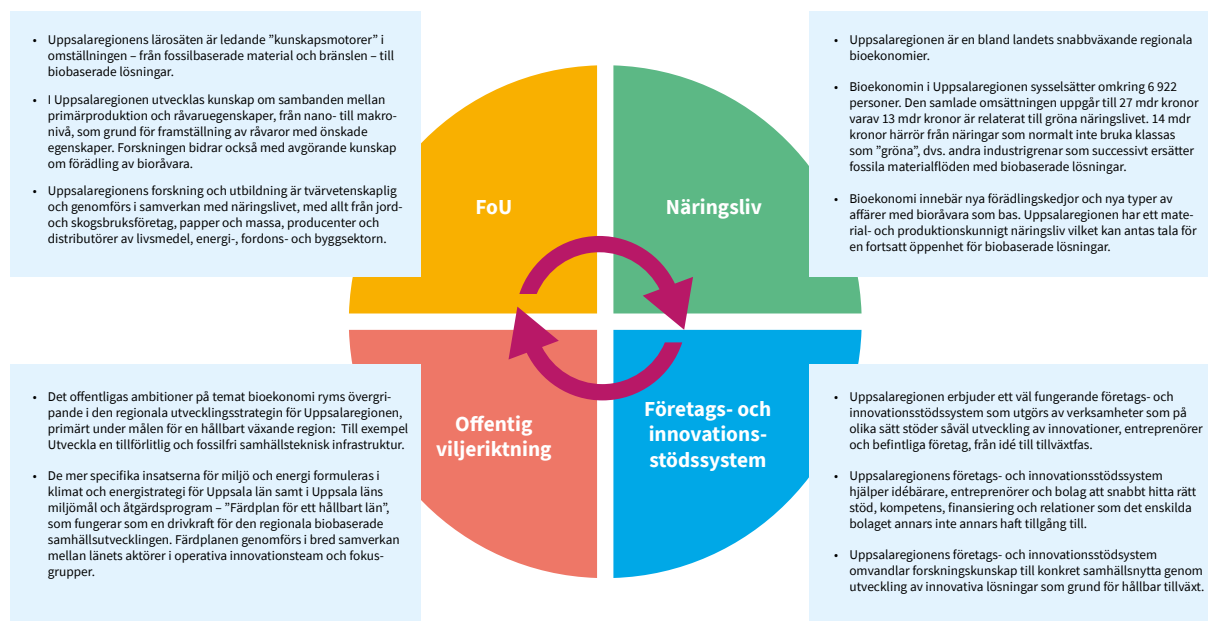 • Uppsalaregionens lärosäten är ledande ”kunskapsmotorer” i
omställningen – från fossilbaserade material och bränslen – till
biobaserade lösningar.
• I Uppsalaregionen utvecklas kunskap om sambanden mellan
primärproduktion och råvaruegenskaper, från nano- till makro-
nivå, som grund för framställning av råvaror med önskade
egenskaper. Forskningen bidrar också med avgörande kunskap
om förädling av bioråvara.
• Uppsalaregionens forskning och utbildning är tvärvetenskaplig
och genomförs i samverkan med näringslivet, med allt från jord-
och skogsbruksföretag, papper och massa, producenter och
distributörer av livsmedel, energi-, fordons- och byggsektorn.
FoU
Näringsliv
• Uppsalaregionen är en bland landets snabbväxande regionala
bioekonomier.
• Bioekonomin i Uppsalaregionen sysselsätter omkring 6 922
personer. Den samlade omsättningen uppgår till 27 mdr kronor
varav 13 mdr kronor är relaterat till gröna näringslivet. 14 mdr
kronor härrör från näringar som normalt inte bruka klassas
som ”gröna”, dvs. andra industrigrenar som successivt ersätter
fossila materialflöden med biobaserade lösningar.
• Bioekonomi innebär nya förädlingskedjor och nya typer av
affärer med bioråvara som bas. Uppsalaregionen har ett mate-
rial- och produktionskunnigt näringsliv vilket kan antas tala för
en fortsatt öppenhet för biobaserade lösningar.
• Det offentligas ambitioner på temat bioekonomi ryms övergri-
pande i den regionala utvecklingsstrategin för Uppsalaregionen,
primärt under målen för en hållbart växande region: Till exempel
Utveckla en tillförlitlig och fossilfri samhällsteknisk infrastruktur.
• De mer specifika insatserna för miljö och energi formuleras i
klimat och energistrategi för Uppsala län samt i Uppsala läns
miljömål och åtgärdsprogram – ”Färdplan för ett hållbart län”,
som fungerar som en drivkraft för den regionala biobaserade
samhällsutvecklingen. Färdplanen genomförs i bred samverkan
mellan länets aktörer i operativa innovationsteam och fokus-
grupper.
Offentig
viljeriktning
Företags- och
innovations-
stödssystem
• Uppsalaregionen erbjuder ett väl fungerande företags- och
innovationsstödssystem som utgörs av verksamheter som på
olika sätt stöder såväl utveckling av innovationer, entreprenörer
och befintliga företag, från idé till tillväxtfas.
• Uppsalaregionens företags- och innovationsstödssystem
hjälper idébärare, entreprenörer och bolag att snabbt hitta rätt
stöd, kompetens, finansiering och relationer som det enskilda
bolaget annars inte annars haft tillgång till.
• Uppsalaregionens företags- och innovationsstödsystem
omvandlar forskningskunskap till konkret samhällsnytta genom
utveckling av innovativa lösningar som grund för hållbar tillväxt.